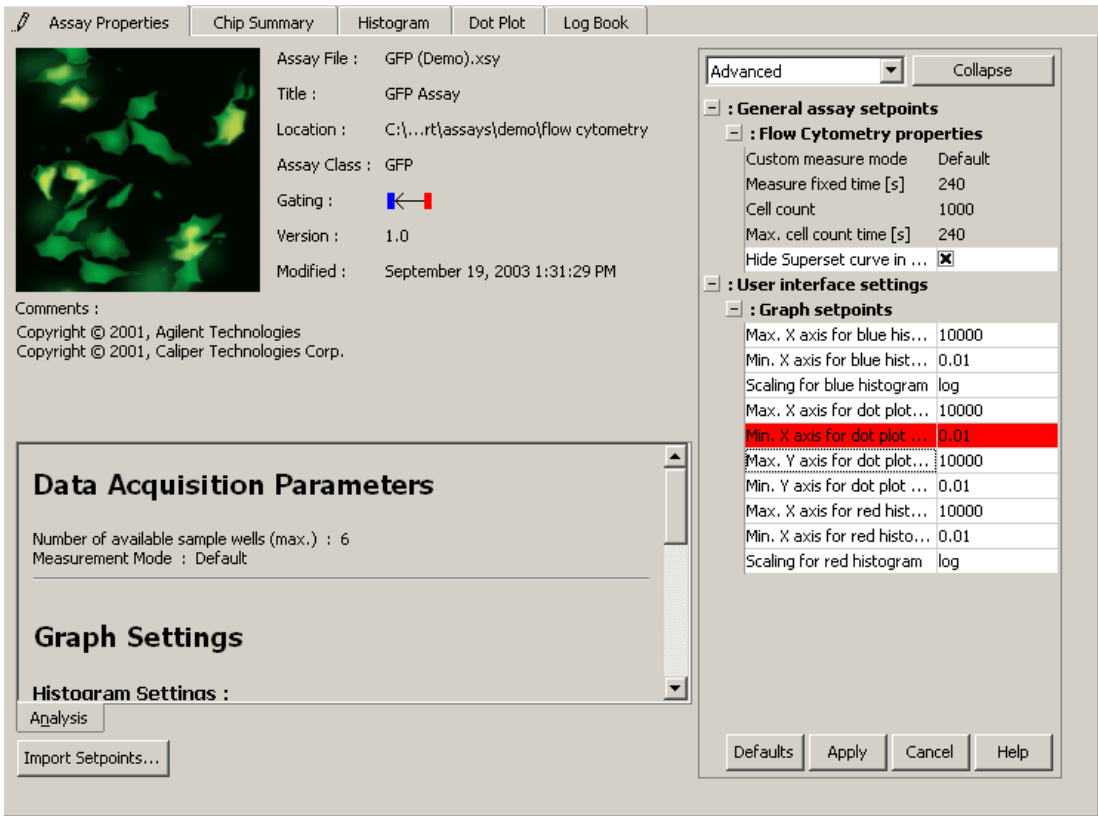 Assay Properties
Chip Summary
Histogram
Dot Plot
Log Book
Assay File : GFP (Demo).xsy
Title : GFP Assay
Location : C:\...rt\assays\demo\flow cytometry
Assay Class : GFP
Gating :
Version : 1.0
Modified : September 19, 2003 1:31:29 PM
Comments :
Copyright © 2001, Agilent Technologies
Copyright © 2001, Caliper Technologies Corp.
Data Acquisition Parameters
Number of available sample wells (max.) : 6
Measurement Mode : Default
Graph Settings
Histogram Settings :
Analysis
Import Setpoints...
Advanced
Collapse
: General assay setpoints
: Flow Cytometry properties
Custom measure mode Default
Measure fixed time [s] 240
Cell count 1000
Max. cell count time [s] 240
Hide Superset curve in ...
: User interface settings
: Graph setpoints
Max. X axis for blue his... 10000
Min. X axis for blue hist... 0.01
Scaling for blue histogram log
Max. X axis for dot plot... 10000
Min. X axis for dot plot ... 0.01
Max. Y axis for dot plot... 10000
Min. Y axis for dot plot ... 0.01
Max. X axis for red hist... 10000
Min. X axis for red histo... 0.01
Scaling for red histogram log
Defaults
Apply
Cancel
Help